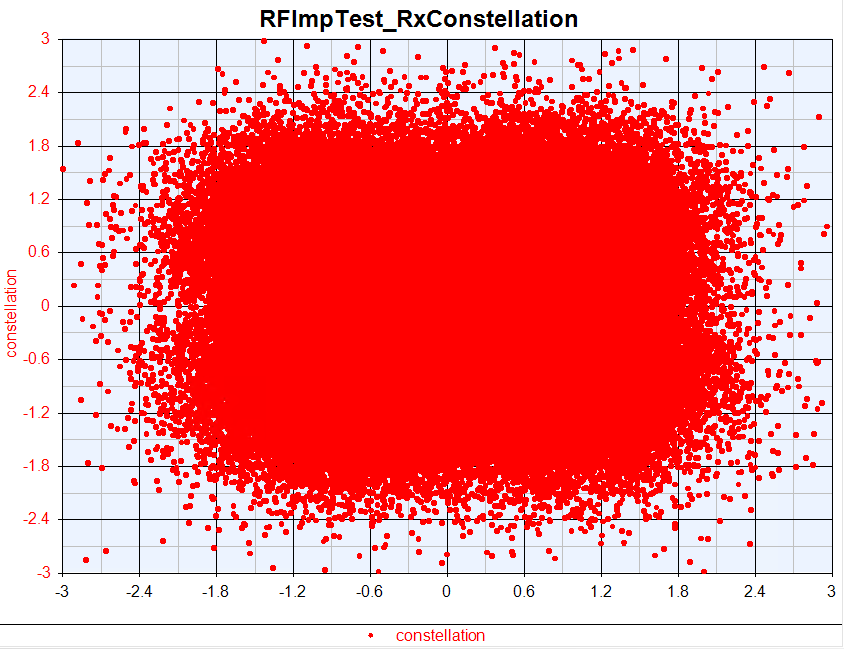 RFImpTest_RxConstellation
3
2.4
1.8
1.2
0.6
0
-0.6
-1.2
-1.8
-2.4
-3
constellation
-3 -2.4 -1.8 -1.2 -0.6 0 0.6 1.2 1.8 2.4 3
constellation